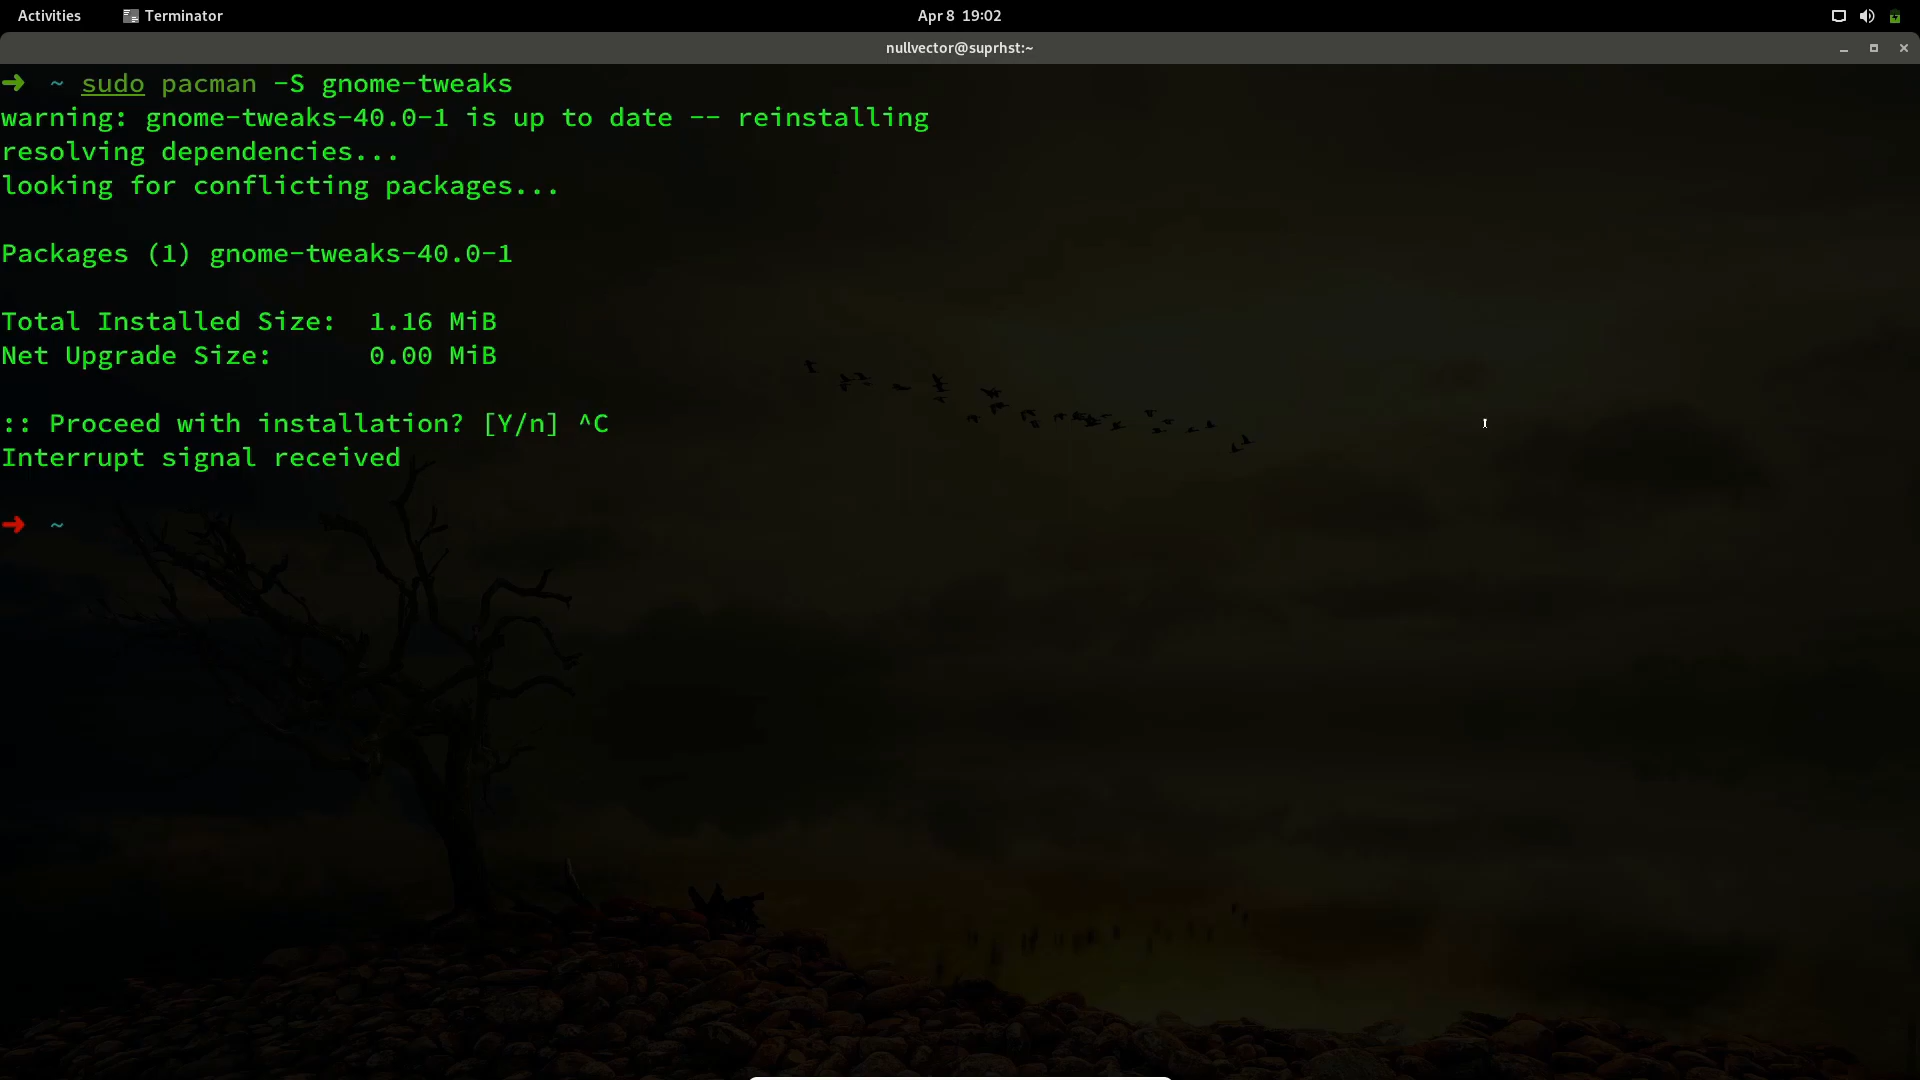 Activities Terminator Apr 8 19:02
nullvector@suprhst:~
➜ ~ sudo pacman -S gnome-tweaks
warning: gnome-tweaks-40.0-1 is up to date -- reinstalling
resolving dependencies...
looking for conflicting packages...
Packages (1) gnome-tweaks-40.0-1
Total Installed Size: 1.16 MiB
Net Upgrade Size: 0.00 MiB
:: Proceed with installation? [Y/n] ^C
Interrupt signal received
➜ ~